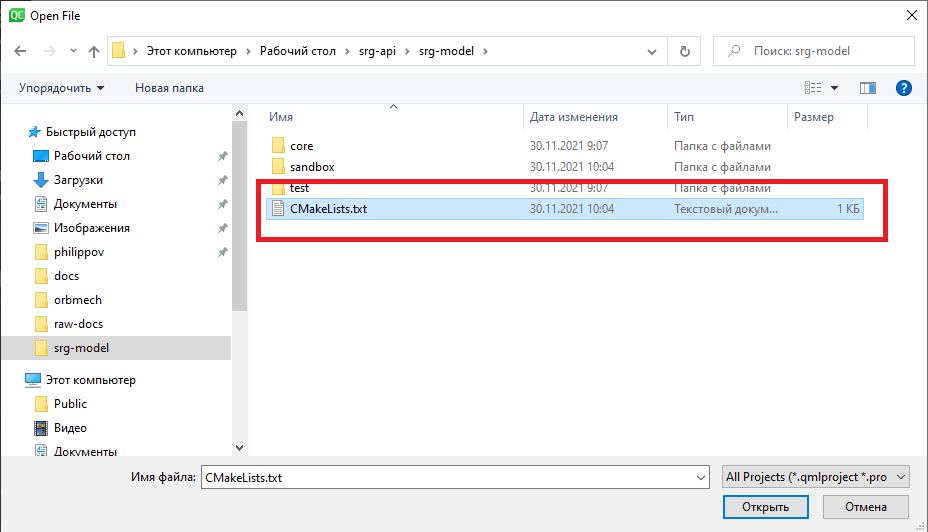 QC Open File
Этот компьютер Рабочий стол srg-api srg-model
Поиск: srg-model
Упорядочить Новая папка
?
Имя Дата изменения Тип Размер
core 30.11.2021 9:07 Папка с файлами
sandbox 30.11.2021 10:04 Папка с файлами
test 30.11.2021 9:07 Папка с файлами
CMakeLists.txt 30.11.2021 10:04 Текстовый докум... 1 КБ
Быстрый доступ
Рабочий стол
Загрузки
Документы
Изображения
philippov
docs
orbmech
raw-docs
srg-model
Этот компьютер
Public
Видео
Документы
Имя файла: CMakeLists.txt All Projects (*.qmlproject *.pro
Открыть Отмена